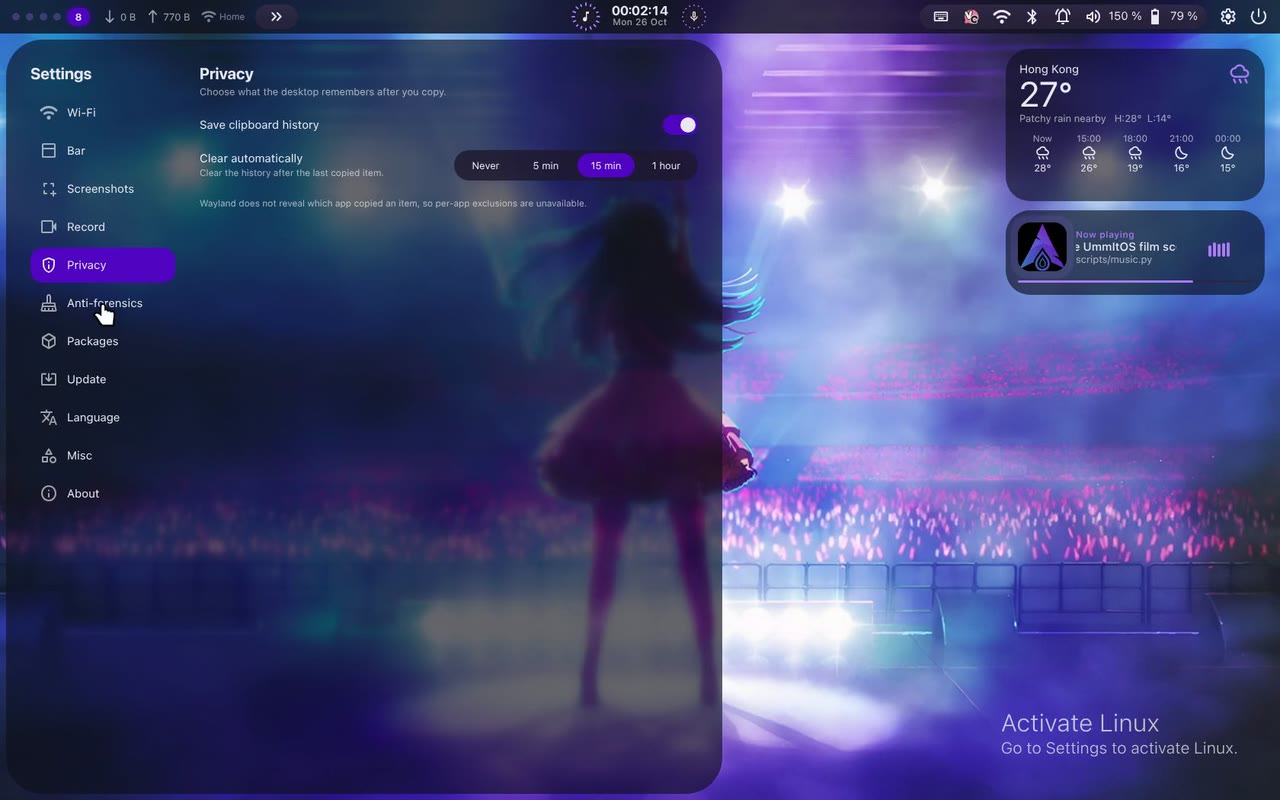 8 0 B 770 B Home
00:02:14
Mon 26 Oct
150 % 79 %
Settings
Wi-Fi
Bar
Screenshots
Record
Privacy
Anti-forensics
Packages
Update
Language
Misc
About
Privacy
Choose what the desktop remembers after you copy.
Save clipboard history
Clear automatically
Clear the history after the last copied item.
Never 5 min 15 min 1 hour
Wayland does not reveal which app copied an item, so per-app exclusions are unavailable.
Hong Kong
27°
Patchy rain nearby H:28° L:14°
Now 15:00 18:00 21:00 00:00
28° 26° 19° 16° 15°
Now playing
e UmmItOS film sc
scripts/music.py
Activate Linux
Go to Settings to activate Linux.